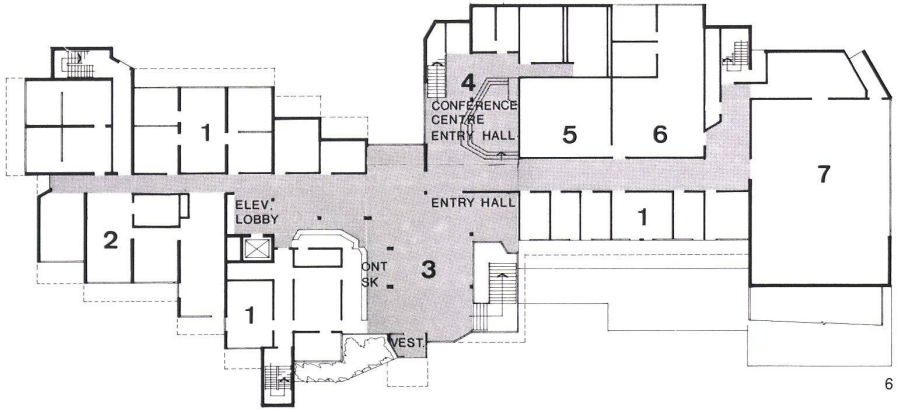 4
CONFERENCE
CENTRE
ENTRY HALL
1
5
6
7
ELEV.
LOBBY
ENTRY HALL
1
2
3
ONT
SK
1
VEST.
6